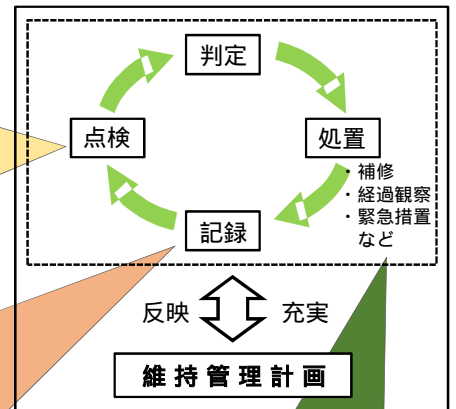 判定
点検
処置
・補修
・経過観察
・緊急措置
など
記録
反映
充実
維持管理計画